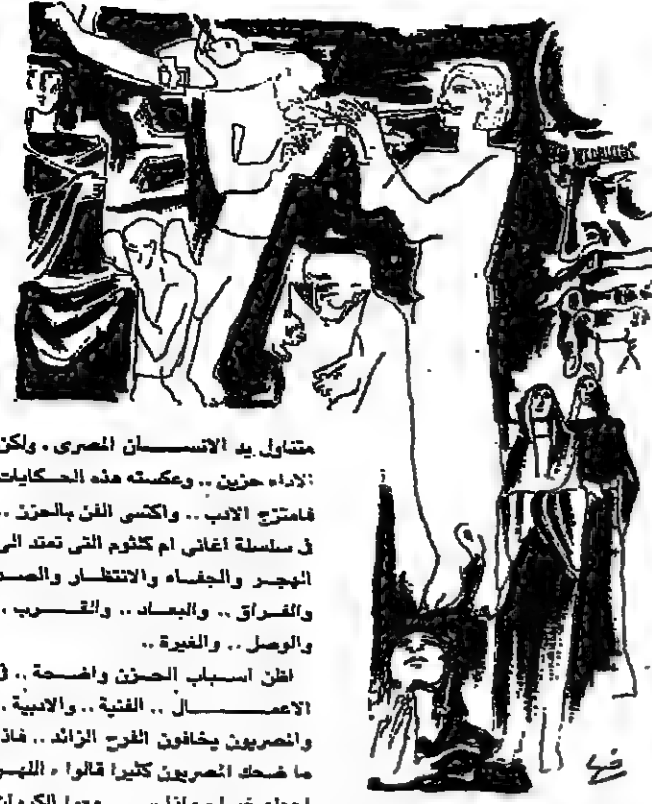 متناول يد الانسان المصرى . ولكن
الاداء حزين .. وعكسته هذه الحكايات
فامتزج الادب .. واكتسى الفن بالحزن ..
فى سلسلة اغانى ام كلثوم التى تمتد الى
الهجر والجفاء والانتظار والصد
والفراق .. والبعاد .. والقرب .
والوصل .. والغيرة ..
اظن اسباب الحزن واضحة .. فى
الاعمال .. الفنية .. والادبية .
والمصريون يخافون الفرح الزائد .. فاذا
ما ضحك المصريون كثيرا قالوا « اللهم